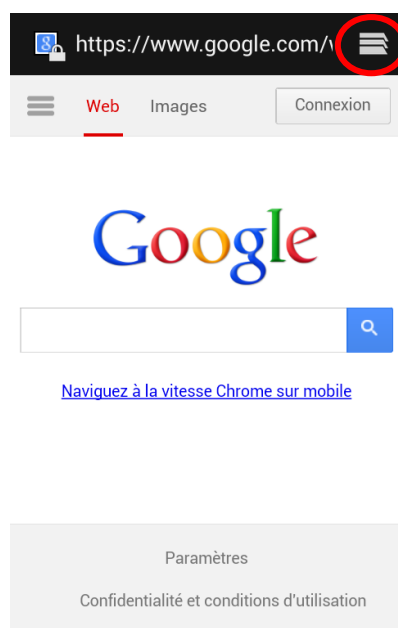 https://www.google.com/
Web Images Connexion
Google
Naviguez à la vitesse Chrome sur mobile
Paramètres
Confidentialité et conditions d'utilisation